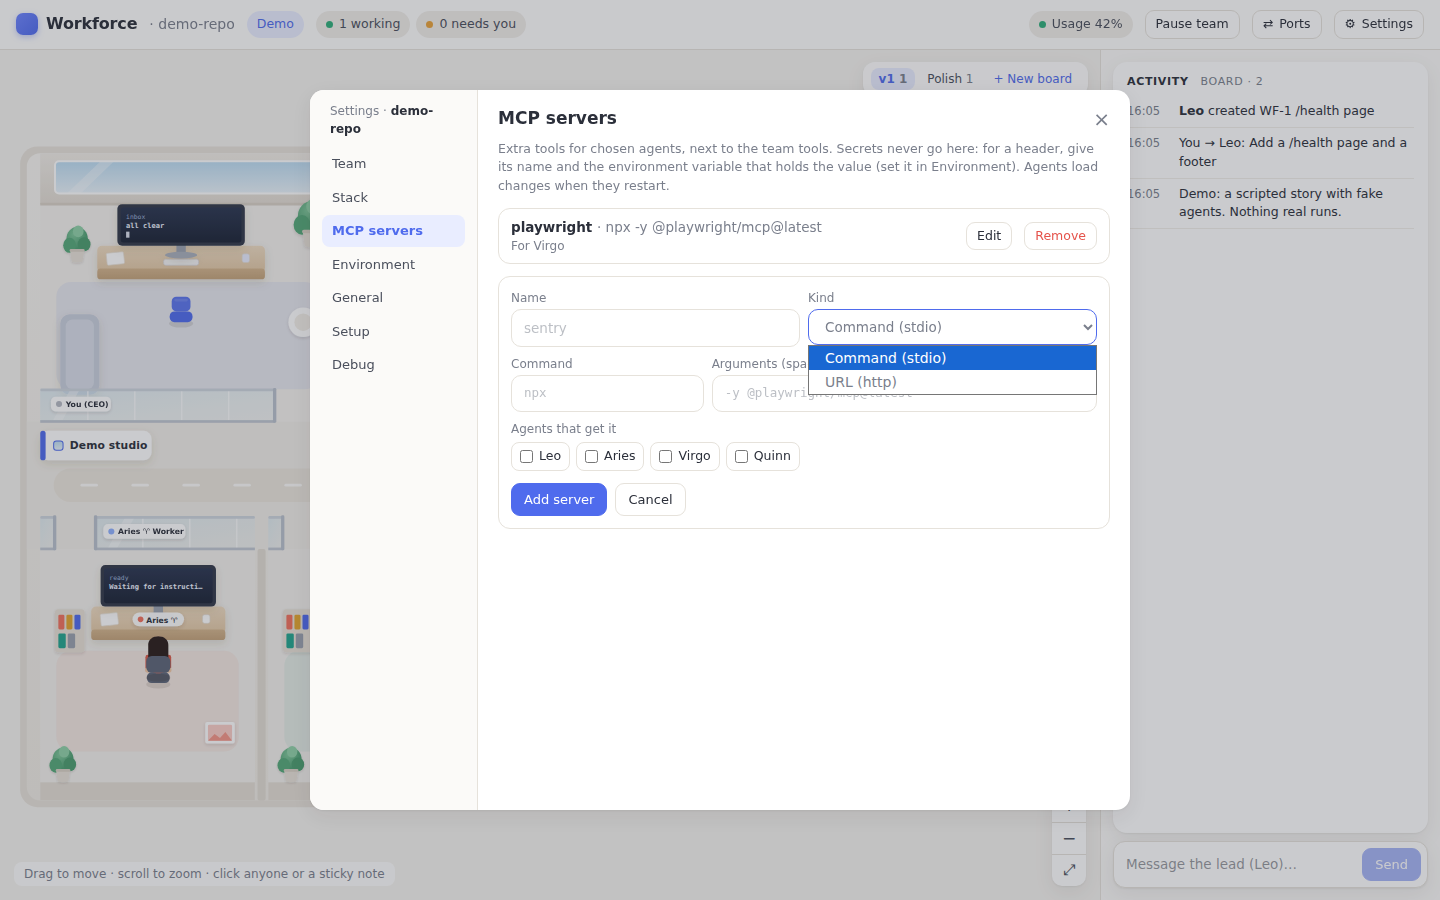 Workforce · demo-repo Demo 1 working 0 needs you Usage 42% Pause team ⇄ Ports ⚙ Settings
v1 1 Polish 1 + New board
ACTIVITY BOARD · 2
16:05 Leo created WF-1 /health page
16:05 You → Leo: Add a /health page and a
footer
16:05 Demo: a scripted story with fake
agents. Nothing real runs.
Settings · demo-
repo
Team
Stack
MCP servers
Environment
General
Setup
Debug
MCP servers
×
Extra tools for chosen agents, next to the team tools. Secrets never go here: for a header, give
its name and the environment variable that holds the value (set it in Environment). Agents load
changes when they restart.
playwright · npx -y @playwright/mcp@latest
For Virgo
Edit Remove
Name Kind
sentry Command (stdio)
Command (stdio)
URL (http)
Command Arguments (spa
npx -y @playwright/mcp@latest
Agents that get it
Leo Aries Virgo Quinn
Add server Cancel
inbox
all clear
You (CEO)
Demo studio
Aries ♈ Worker
ready
Waiting for instructi…
Aries ♈
Drag to move · scroll to zoom · click anyone or a sticky note
−
⤢
Message the lead (Leo)… Send